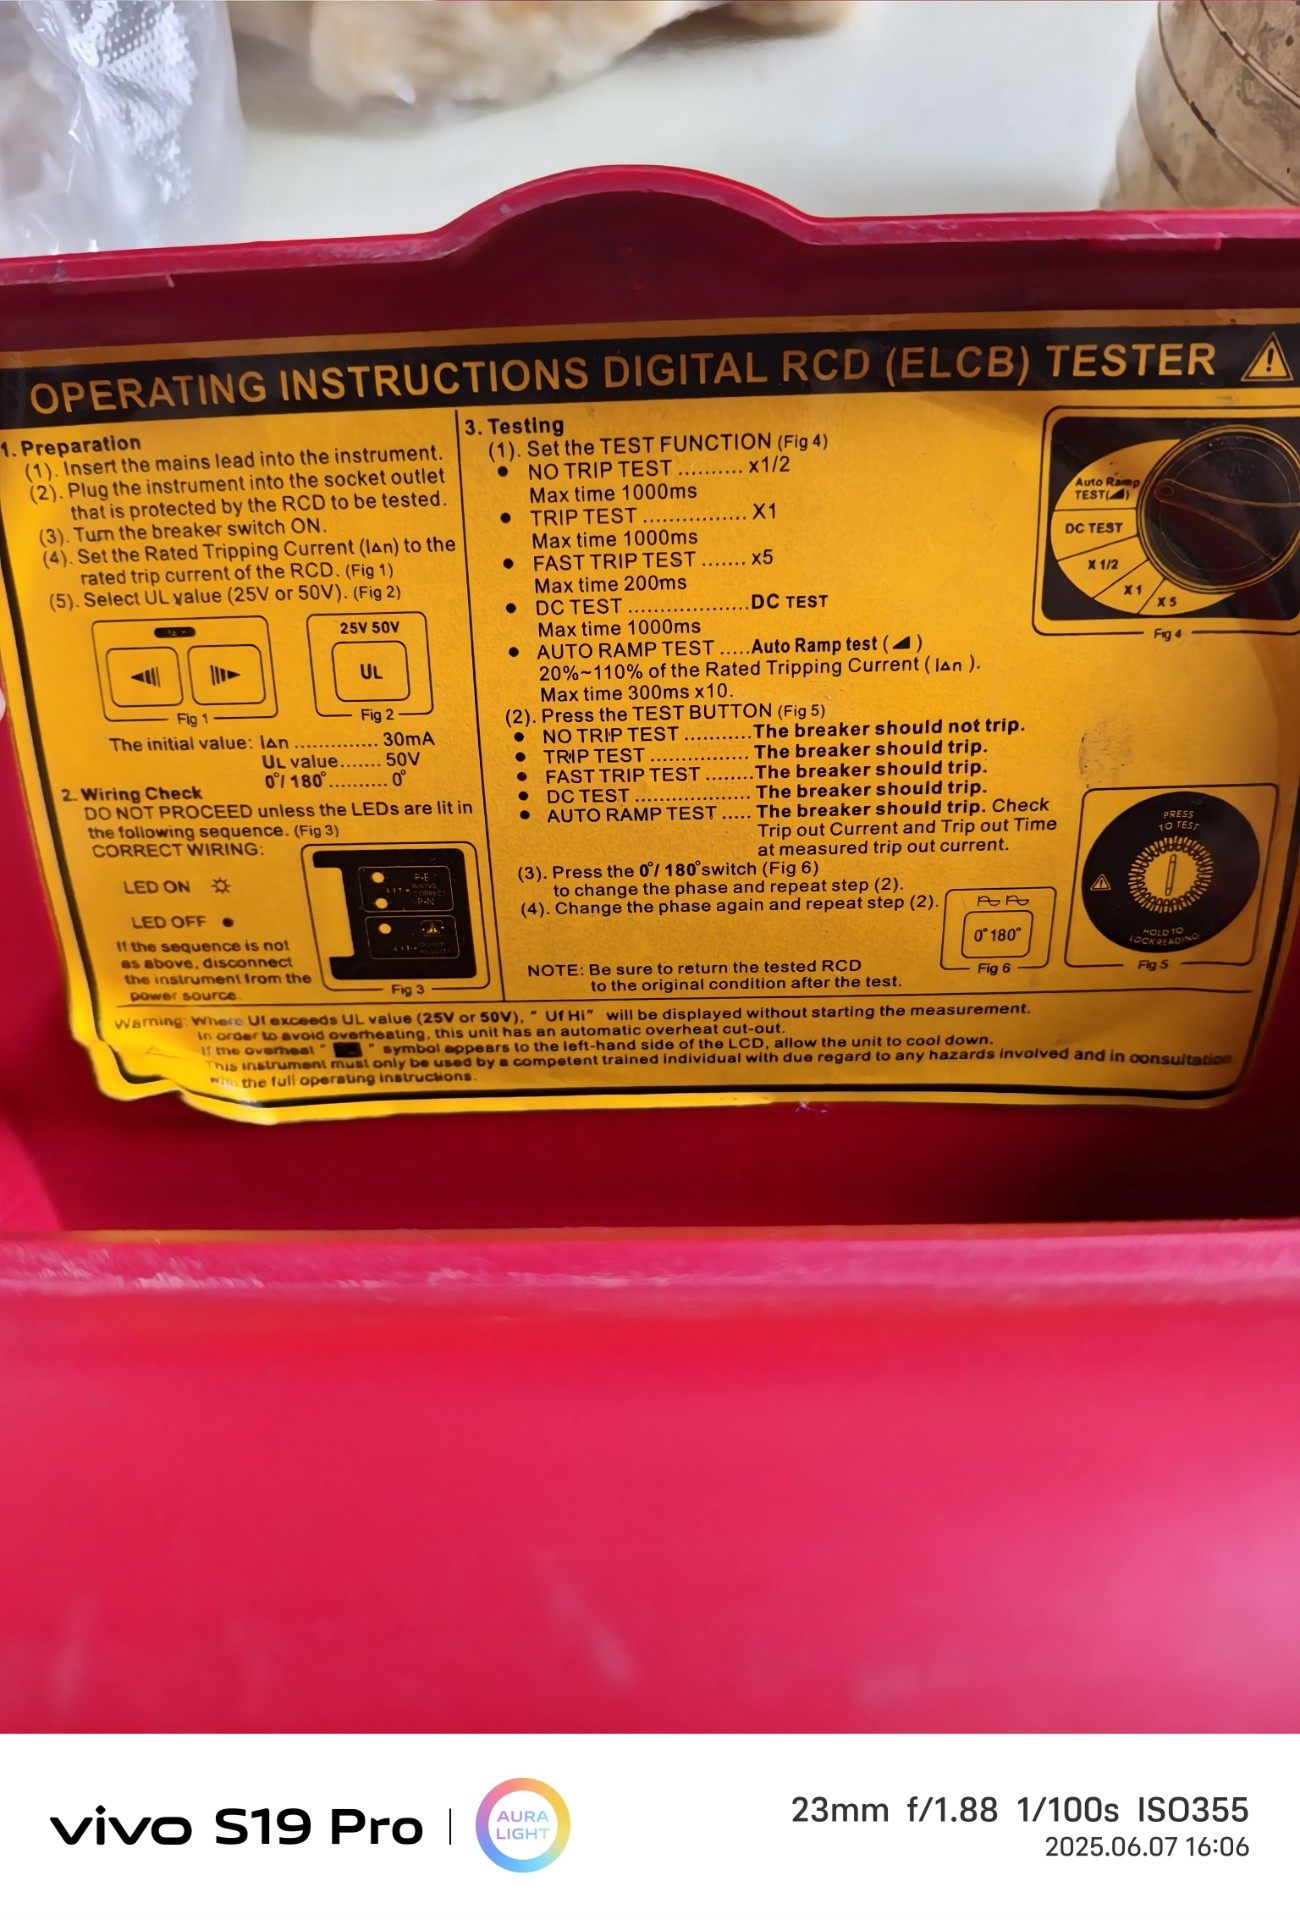 OPERATING INSTRUCTIONS DIGITAL RCD (ELCB) TESTER
1. Preparation
(1). Insert the mains lead into the instrument.
(2). Plug the instrument into the socket outlet
that is protected by the RCD to be tested.
(3). Turn the breaker switch ON.
(4). Set the Rated Tripping Current (I∆n) to the
rated trip current of the RCD. (Fig 1)
(5). Select UL value (25V or 50V). (Fig 2)
Fig 1
25V 50V
UL
Fig 2
The initial value: I∆n .............. 30mA
UL value....... 50V
0°/ 180° .......... 0°
2. Wiring Check
DO NOT PROCEED unless the LEDs are lit in
the following sequence. (Fig 3)
CORRECT WIRING:
LED ON
LED OFF ●
If the sequence is not
as above, disconnect
the instrument from the
power source.
P-E
P-N
Fig 3
3. Testing
(1). Set the TEST FUNCTION (Fig 4)
● NO TRIP TEST .......... x1/2
Max time 1000ms
● TRIP TEST ................ X1
Max time 1000ms
● FAST TRIP TEST ....... x5
Max time 200ms
● DC TEST ....................DC TEST
Max time 1000ms
● AUTO RAMP TEST .....Auto Ramp test (◢)
20%~110% of the Rated Tripping Current ( I∆n ).
Max time 300ms x10.
(2). Press the TEST BUTTON (Fig 5)
● NO TRIP TEST ...........The breaker should not trip.
● TRIP TEST ................ The breaker should trip.
● FAST TRIP TEST ........The breaker should trip.
● DC TEST ................... The breaker should trip.
● AUTO RAMP TEST ..... The breaker should trip. Check
Trip out Current and Trip out Time
at measured trip out current.
(3). Press the 0°/ 180°switch (Fig 6)
to change the phase and repeat step (2).
(4). Change the phase again and repeat step (2).
NOTE: Be sure to return the tested RCD
to the original condition after the test.
Auto Ramp
TEST(◢)
DC TEST
X 1/2
X 1
X 5
Fig 4
PRESS
TO TEST
HOLD TO
LOCK READING
Fig 5
0° 180°
Fig 6
Warning: Where Uf exceeds UL value (25V or 50V), " Uf Hi" will be displayed without starting the measurement.
In order to avoid overheating, this unit has an automatic overheat cut-out.
If the overheat " " symbol appears to the left-hand side of the LCD, allow the unit to cool down.
This instrument must only be used by a competent trained individual with due regard to any hazards involved and in consultation
with the full operating instructions.
vivo S19 Pro
AURA
LIGHT
23mm f/1.88 1/100s ISO355
2025.06.07 16:06